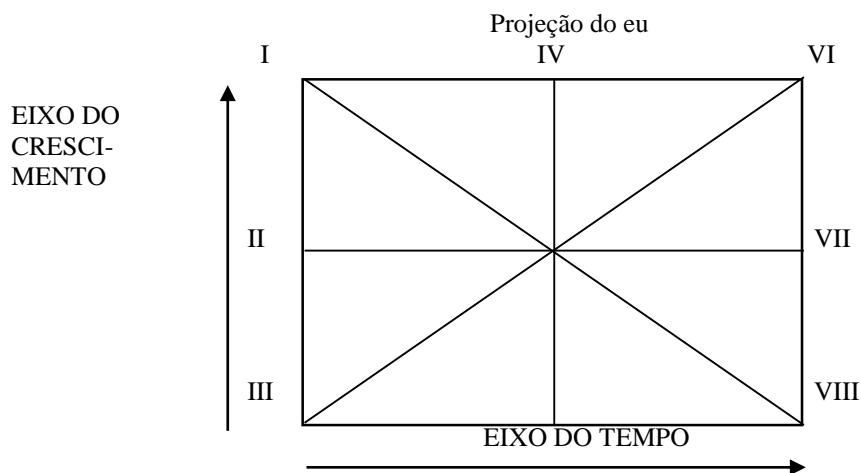 Projeção do eu
I IV VI
EIXO DO
CRESCI-
MENTO
II VII
III VIII
EIXO DO TEMPO